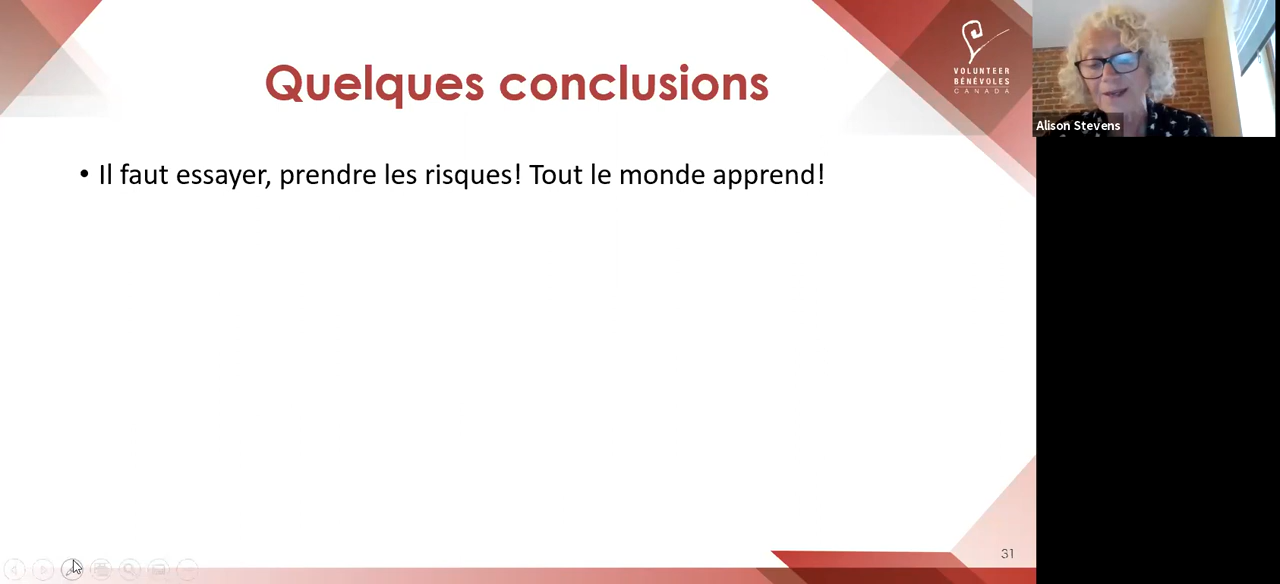 Quelques conclusions
VOLUNTEER
BÉNÉVOLES
CANADA
Alison Stevens
• Il faut essayer, prendre les risques! Tout le monde apprend!
31